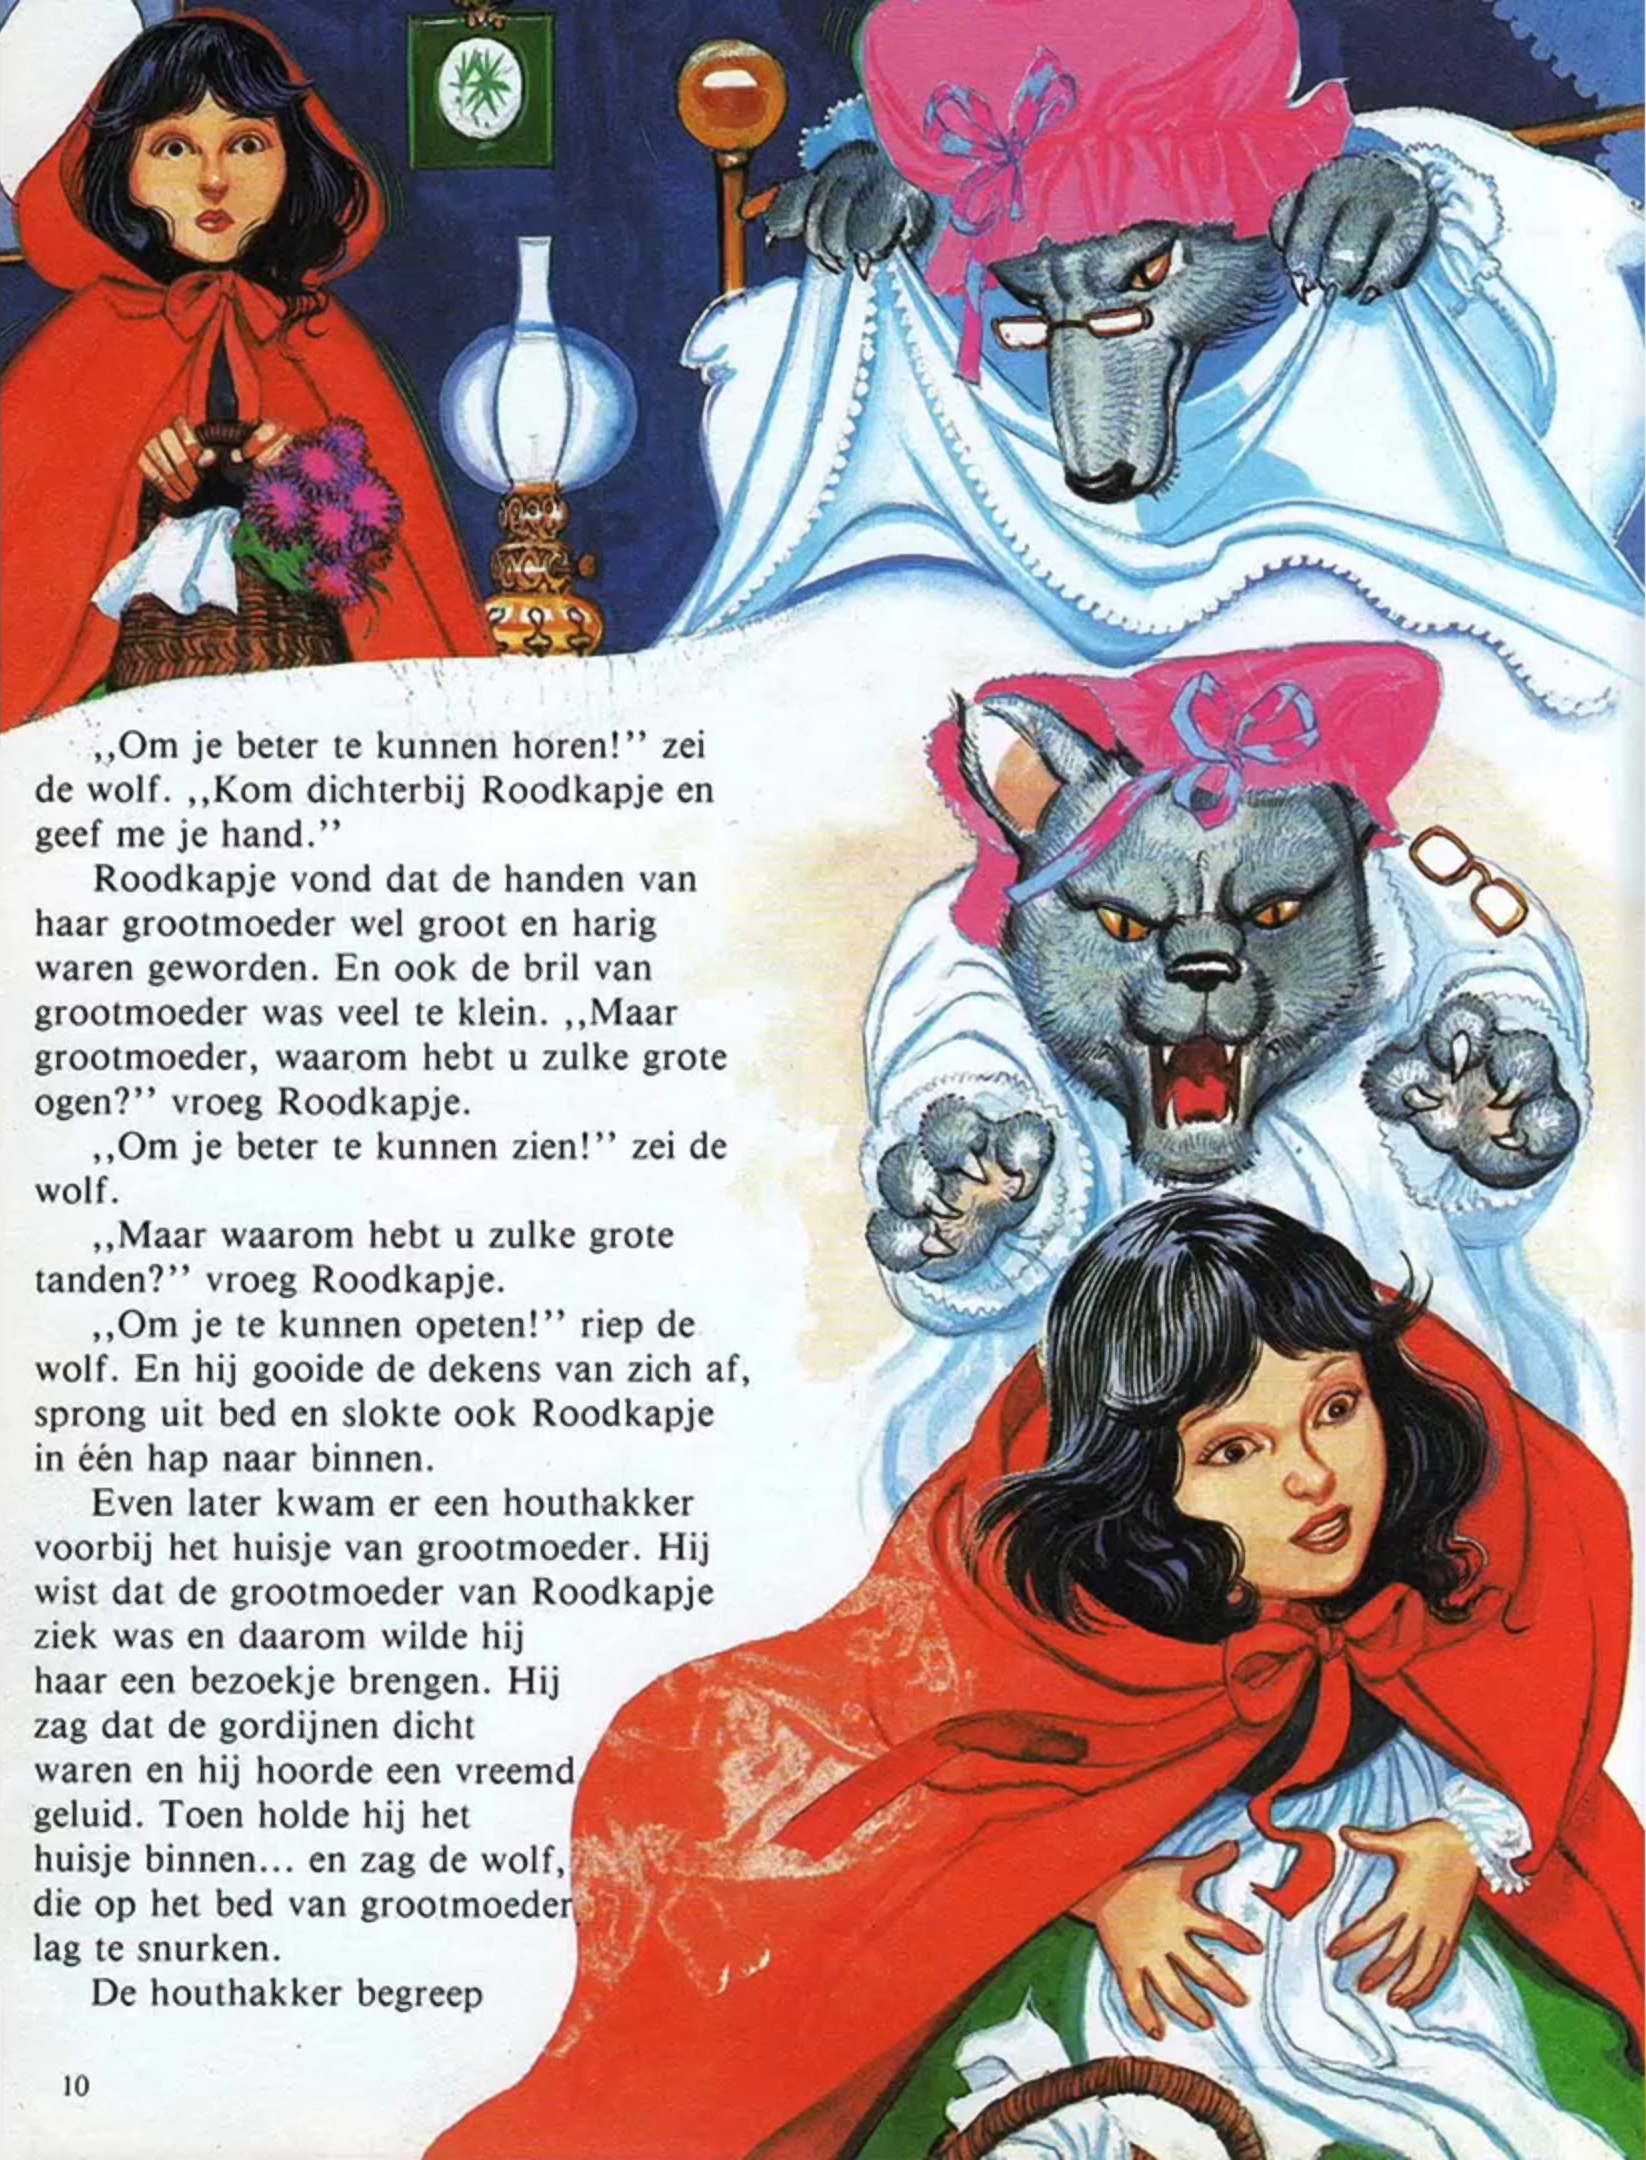 ,,Om je beter te kunnen horen!’’ zei
de wolf. ,,Kom dichterbij Roodkapje en
geef me je hand.’’
Roodkapje vond dat de handen van
haar grootmoeder wel groot en harig
waren geworden. En ook de bril van
grootmoeder was veel te klein. ,,Maar
grootmoeder, waarom hebt u zulke grote
ogen?’’ vroeg Roodkapje.
,,Om je beter te kunnen zien!’’ zei de
wolf.
,,Maar waarom hebt u zulke grote
tanden?’’ vroeg Roodkapje.
,,Om je te kunnen opeten!’’ riep de
wolf. En hij gooide de dekens van zich af,
sprong uit bed en slokte ook Roodkapje
in één hap naar binnen.
Even later kwam er een houthakker
voorbij het huisje van grootmoeder. Hij
wist dat de grootmoeder van Roodkapje
ziek was en daarom wilde hij
haar een bezoekje brengen. Hij
zag dat de gordijnen dicht
waren en hij hoorde een vreemd
geluid. Toen holde hij het
huisje binnen... en zag de wolf,
die op het bed van grootmoeder
lag te snurken.
De houthakker begreep
10